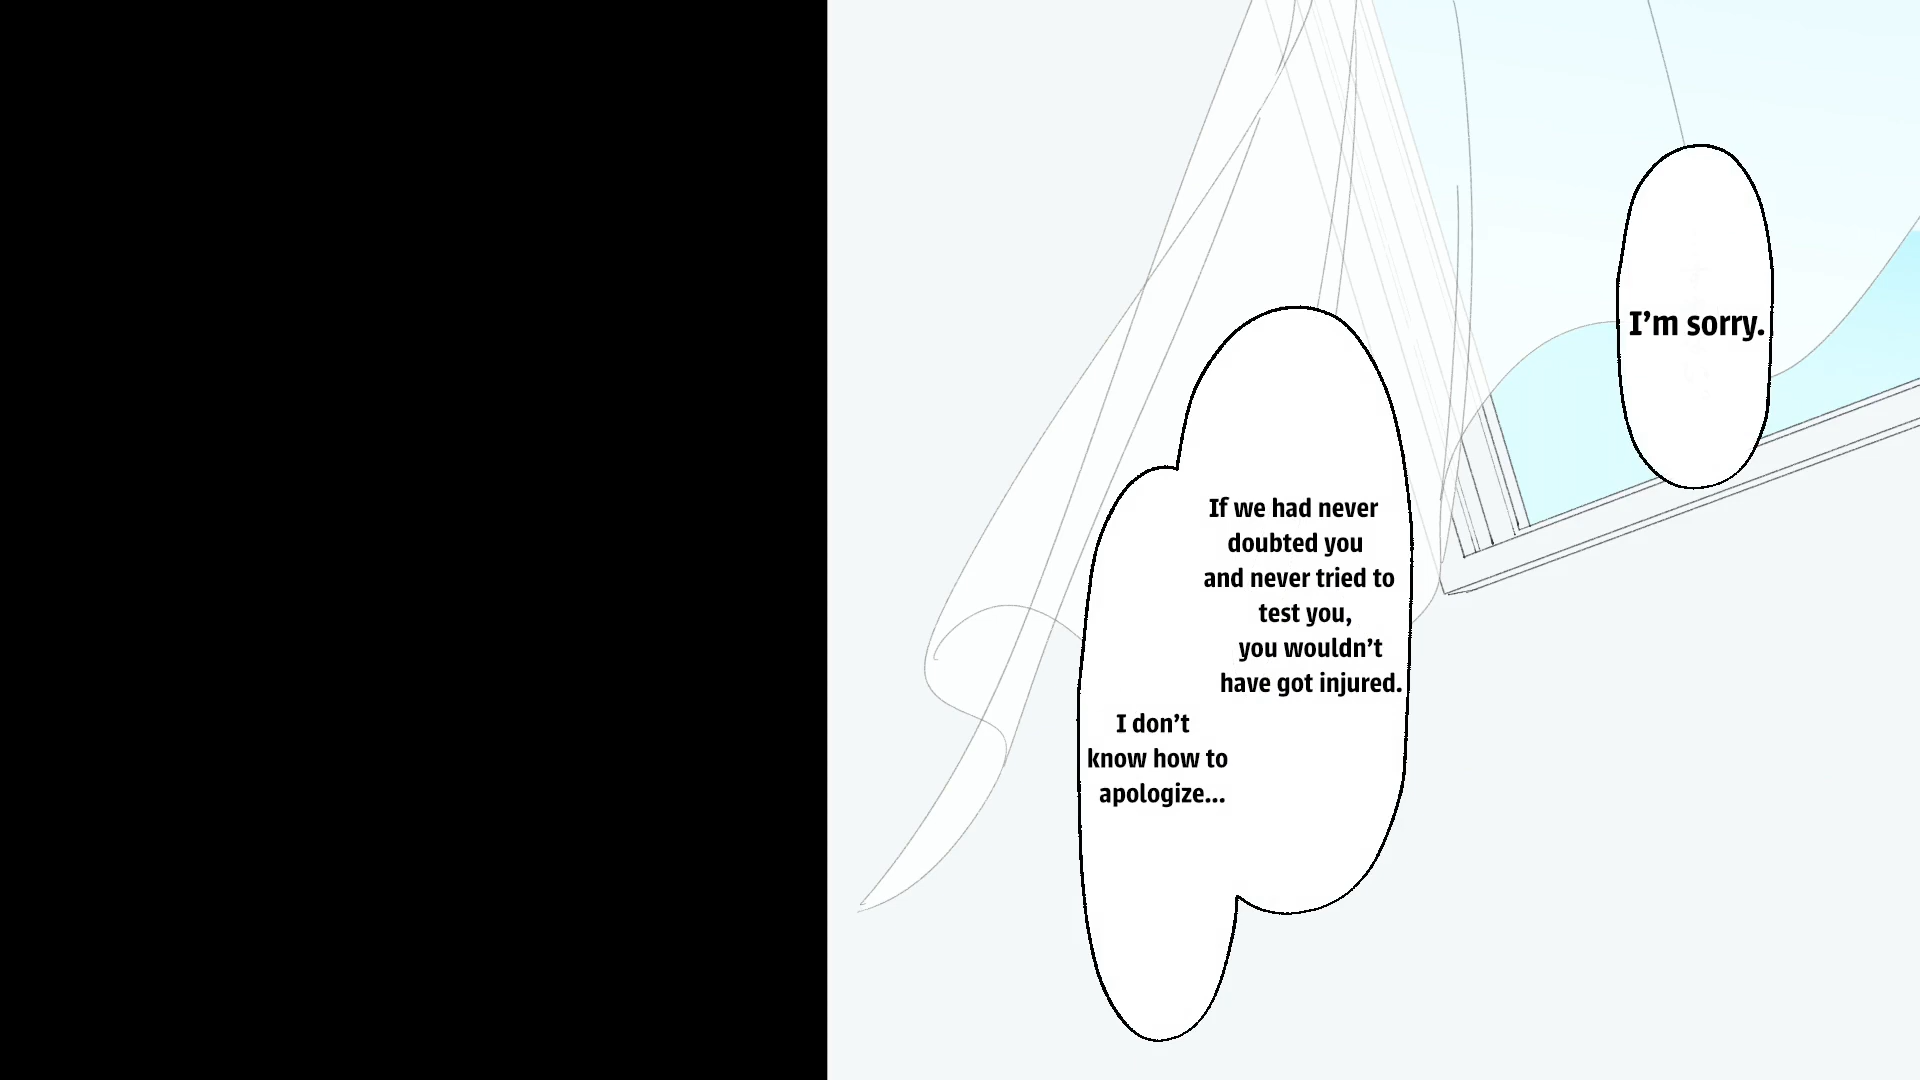 I’m sorry.
If we had never
doubted you
and never tried to
test you,
you wouldn’t
have got injured.
I don’t
know how to
apologize...